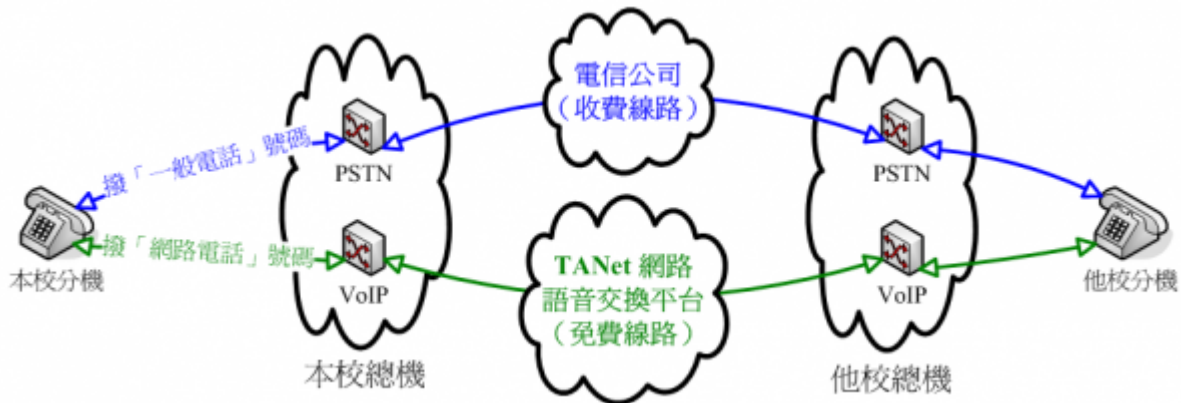 電信公司
（收費線路）
撥「一般電話」號碼
PSTN
PSTN
撥「網路電話」號碼
本校分機
VoIP
TANet 網路
語音交換平台
（免費線路）
VoIP
他校分機
本校總機
他校總機